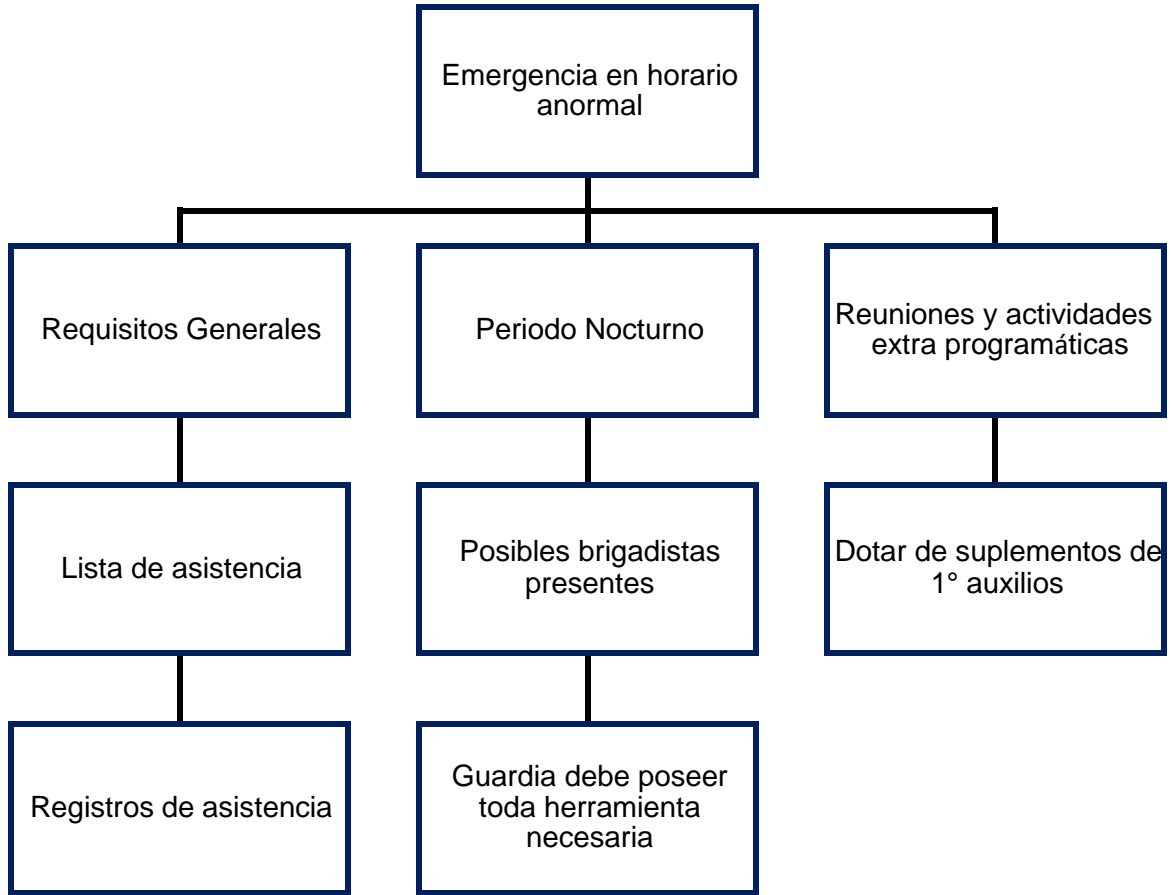 Emergencia en horario
anormal
Requisitos Generales
Periodo Nocturno
Reuniones y actividades
extra programáticas
Lista de asistencia
Posibles brigadistas
presentes
Dotar de suplementos de
1° auxilios
Registros de asistencia
Guardia debe poseer
toda herramienta
necesaria